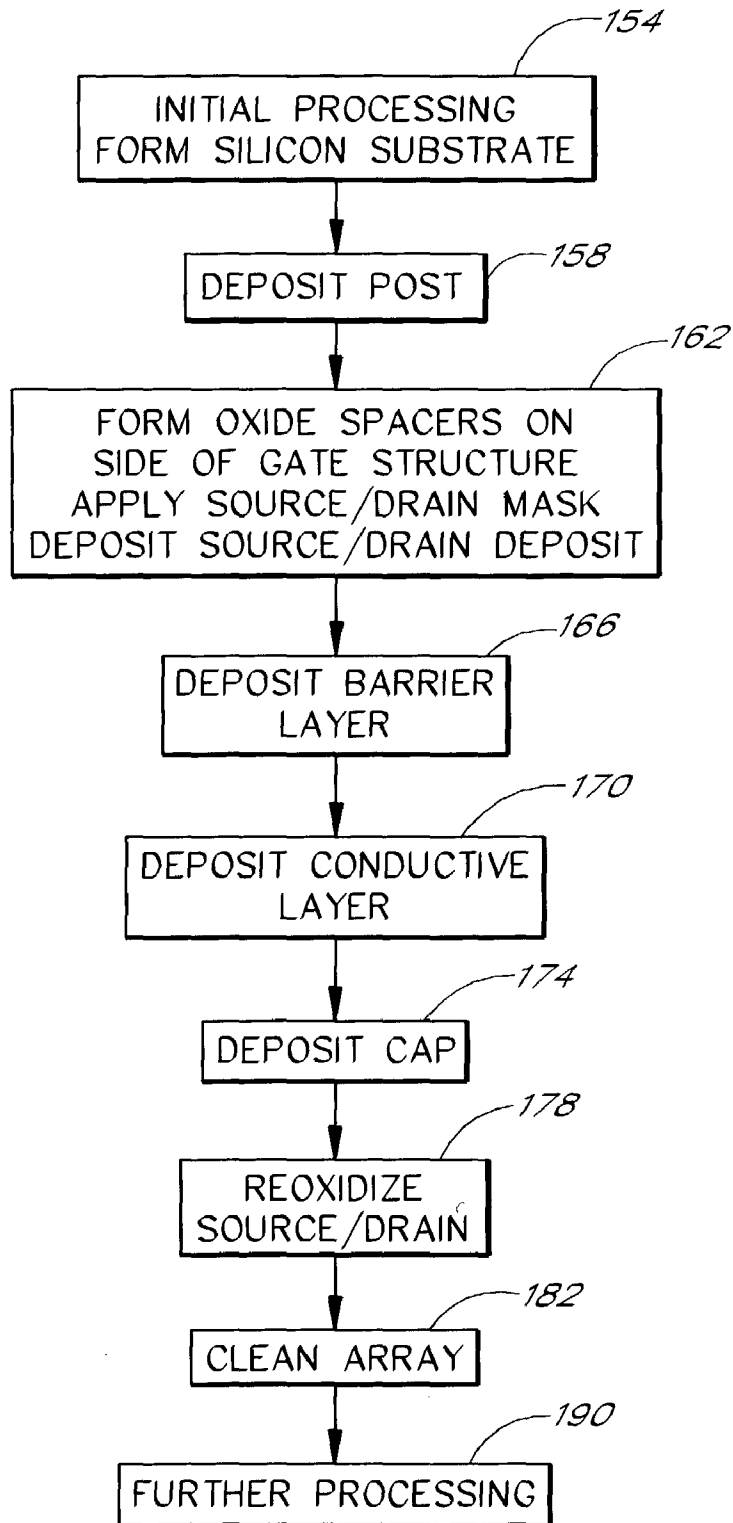 154
INITIAL PROCESSING
FORM SILICON SUBSTRATE
158
DEPOSIT POST
162
FORM OXIDE SPACERS ON
SIDE OF GATE STRUCTURE
APPLY SOURCE/DRAIN MASK
DEPOSIT SOURCE/DRAIN DEPOSIT
166
DEPOSIT BARRIER
LAYER
170
DEPOSIT CONDUCTIVE
LAYER
174
DEPOSIT CAP
178
REOXIDIZE
SOURCE/DRAIN
182
CLEAN ARRAY
190
FURTHER PROCESSING